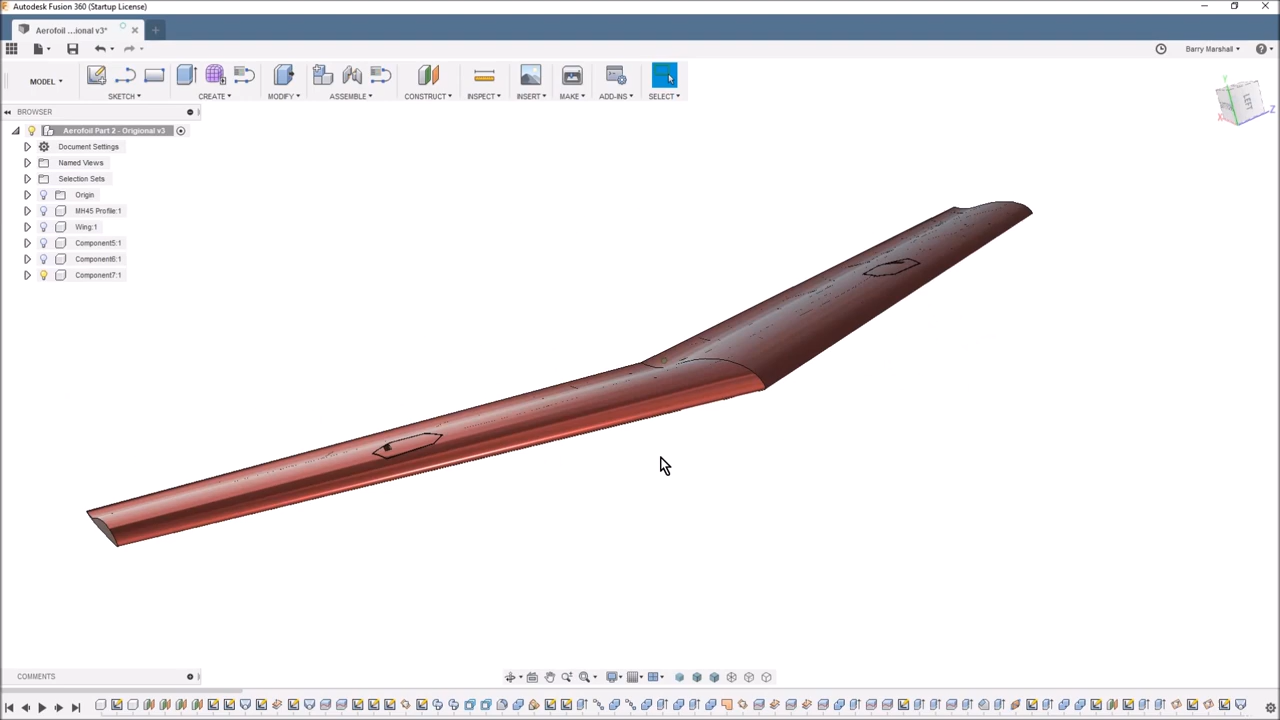 Autodesk Fusion 360 (Startup License)
Aerofoil ...ional v3*
Barry Marshall
MODEL
SKETCH
CREATE
MODIFY
ASSEMBLE
CONSTRUCT
INSPECT
INSERT
MAKE
ADD-INS
SELECT
BROWSER
Aerofoil Part 2 - Origional v3
Document Settings
Named Views
Selection Sets
Origin
MH45 Profile:1
Wing:1
Component5:1
Component6:1
Component7:1
LEFT
Y
X
Z
COMMENTS